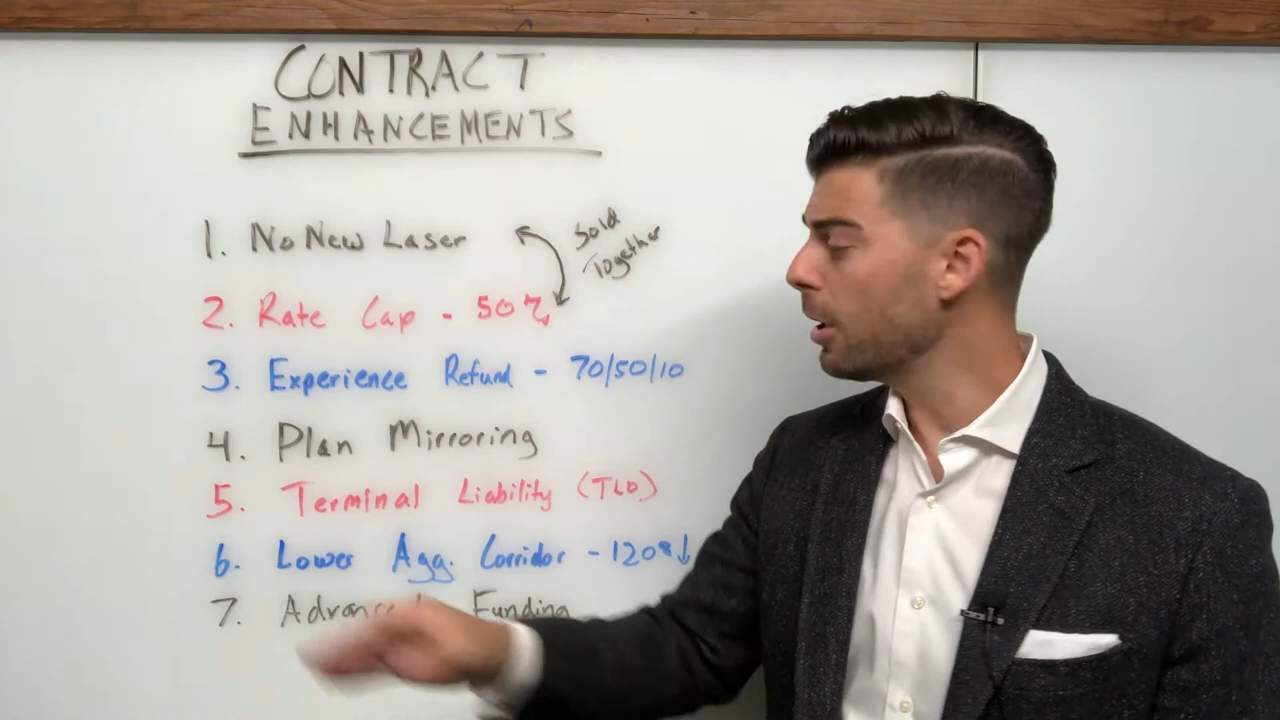 CONTRACT
ENHANCEMENTS
1. No New Laser
Sold
Together
2. Rate Cap - 50%
3. Experience Refund - 70/50/10
4. Plan Mirroring
5. Terminal Liability (TLO)
6. Lower Agg. Corridor - 120% ↓
7. Funding